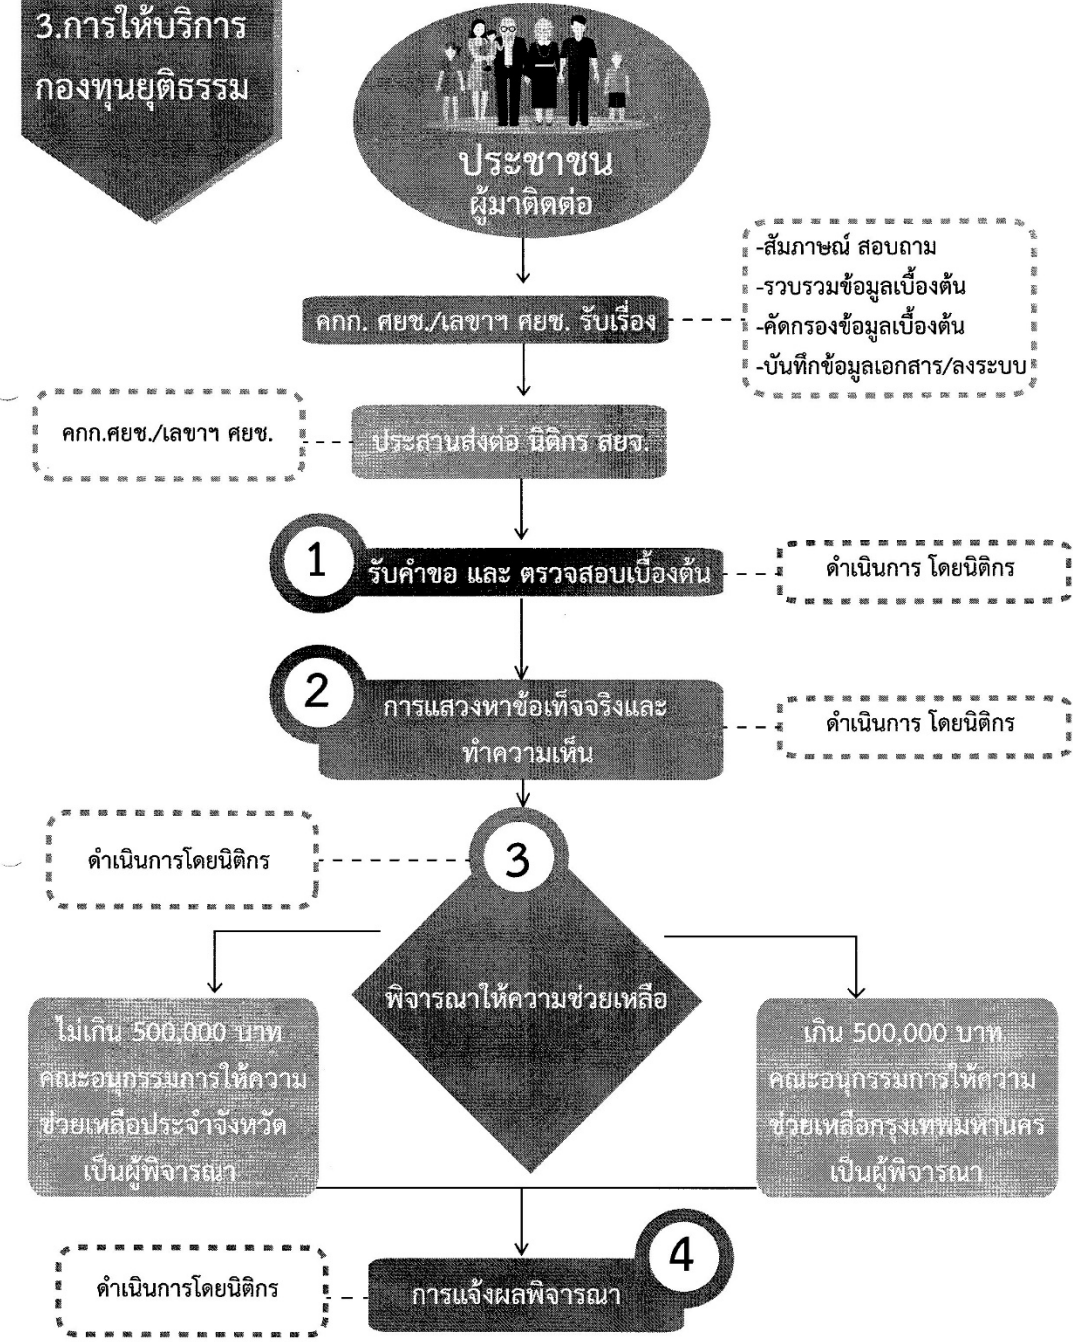 3.การให้บริการ
กองทุนยุติธรรม
ประชาชน
ผู้มาติดต่อ
คกก. ศยช./เลขาฯ ศยช. รับเรื่อง
-สัมภาษณ์ สอบถาม
-รวบรวมข้อมูลเบื้องต้น
-คัดกรองข้อมูลเบื้องต้น
-บันทึกข้อมูลเอกสาร/ลงระบบ
คกก.ศยช./เลขาฯ ศยช.
ประสานส่งต่อ นิติกร สยจ.
1
รับคำขอ และ ตรวจสอบเบื้องต้น
ดำเนินการ โดยนิติกร
2
การแสวงหาข้อเท็จจริงและ
ทำความเห็น
ดำเนินการ โดยนิติกร
3
ดำเนินการโดยนิติกร
พิจารณาให้ความช่วยเหลือ
ไม่เกิน 500,000 บาท
คณะอนุกรรมการให้ความ
ช่วยเหลือประจำจังหวัด
เป็นผู้พิจารณา
เกิน 500,000 บาท
คณะอนุกรรมการให้ความ
ช่วยเหลือกรุงเทพมหานคร
เป็นผู้พิจารณา
4
ดำเนินการโดยนิติกร
การแจ้งผลพิจารณา